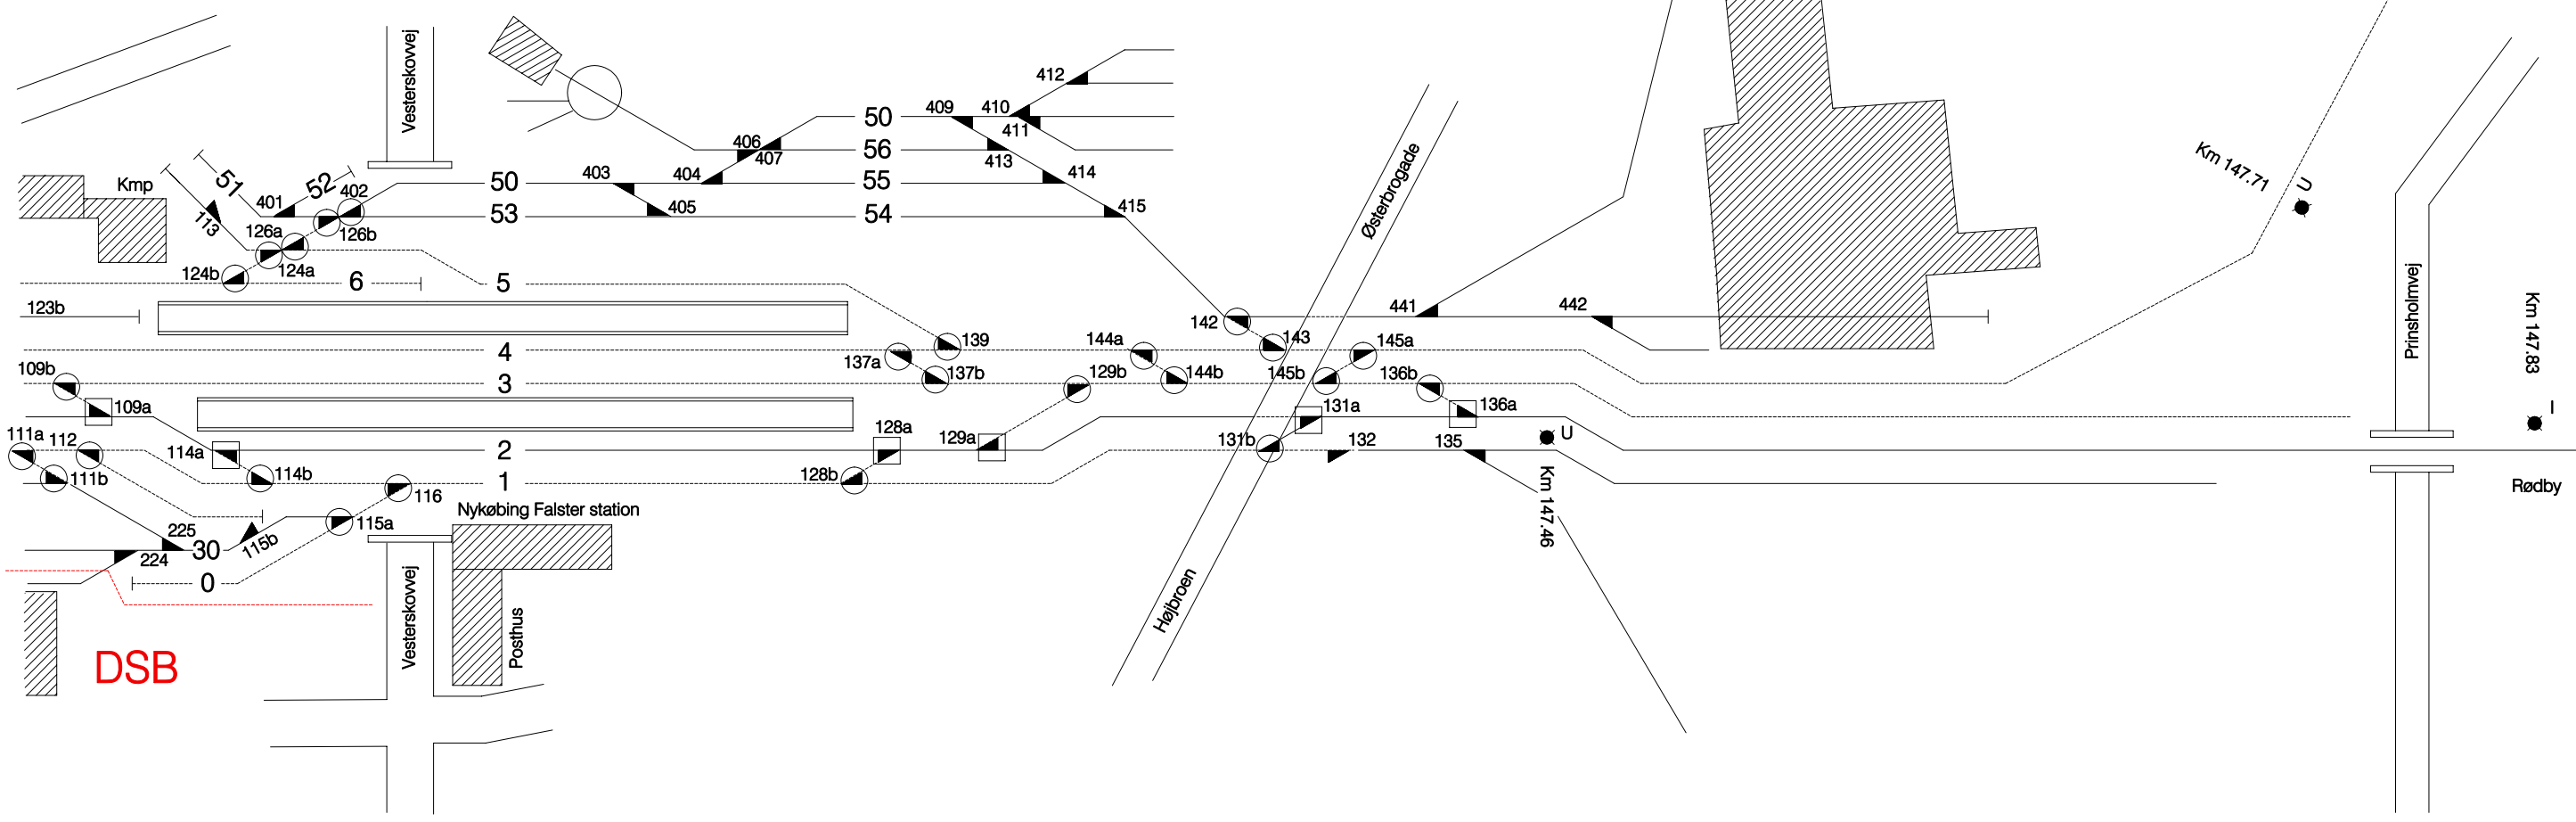 412
409
410
50
411
406
407
56
413
Vesterskovvej
Østerbrogade
Km 147.71
U
Kmp
51
52
402
401
50
403
404
55
414
113
126a
126b
53
405
54
415
124b
124a
6
5
123b
142
441
442
143
Prinsholmvej
Km 147.83
4
139
137a
144a
145a
109b
3
137b
129b
144b
145b
136b
109a
131a
136a
I
111a
112
114a
2
128a
129a
131b
132
135
U
111b
114b
1
128b
116
Km 147.46
Rødby
Nykøbing Falster station
225
30
115b
115a
224
0
Højbroen
DSB
Vesterskovvej
Posthus